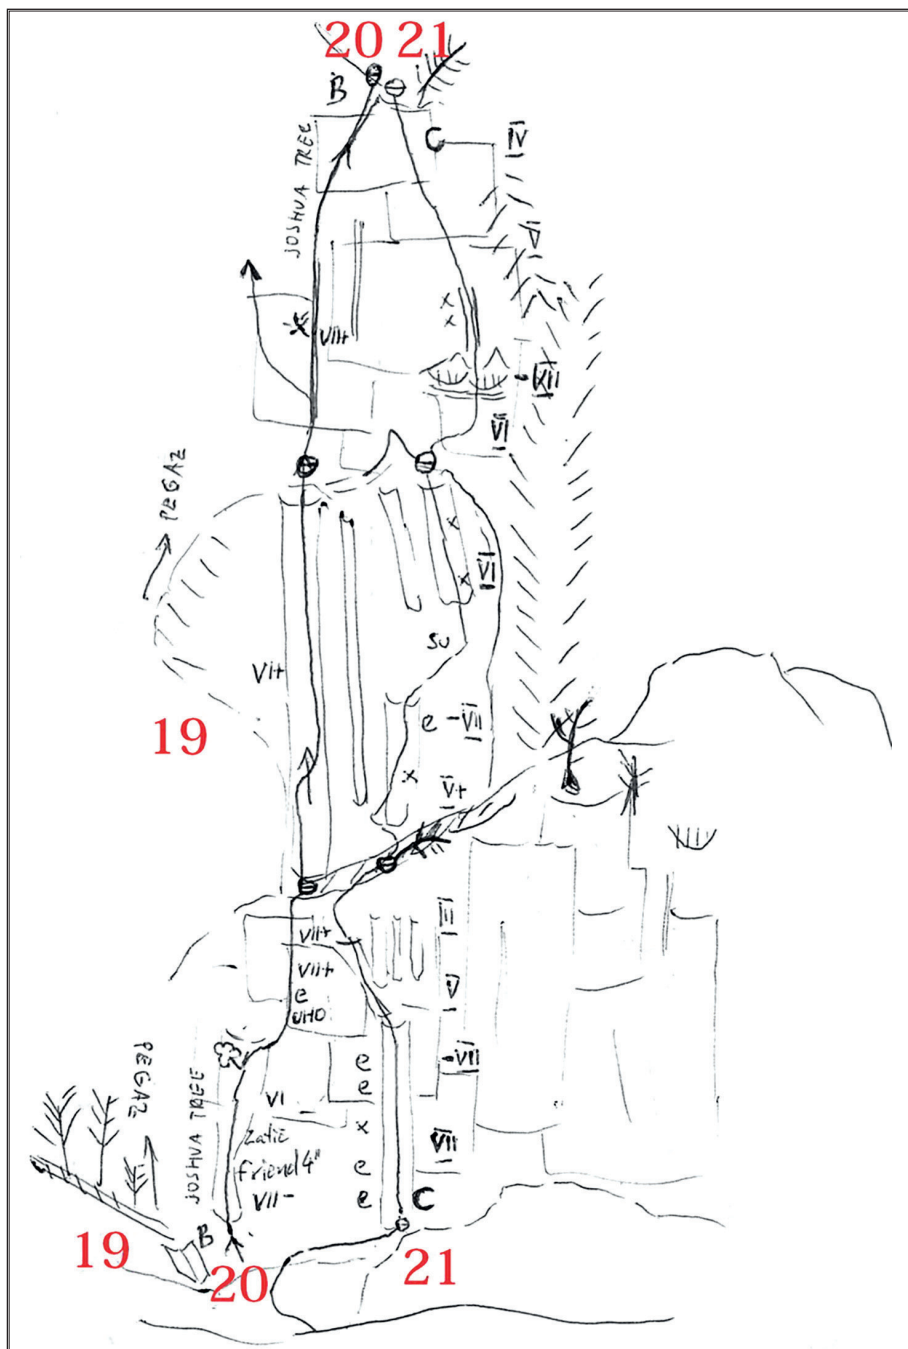 20 21
B
JOSHUA TREE
C
IV
V
x
x
VII+
-VII
VI
PEGAZ
x
VI
x
SU
VI+
e -VII
19
x
V+
II
VII+
VII+
V
e
UHO
-VII
e
e
PEGAZ
JOSHUA TREE
VI
x
VII
zatič
friend 4"
e
VII-
e
C
B
19
20
21